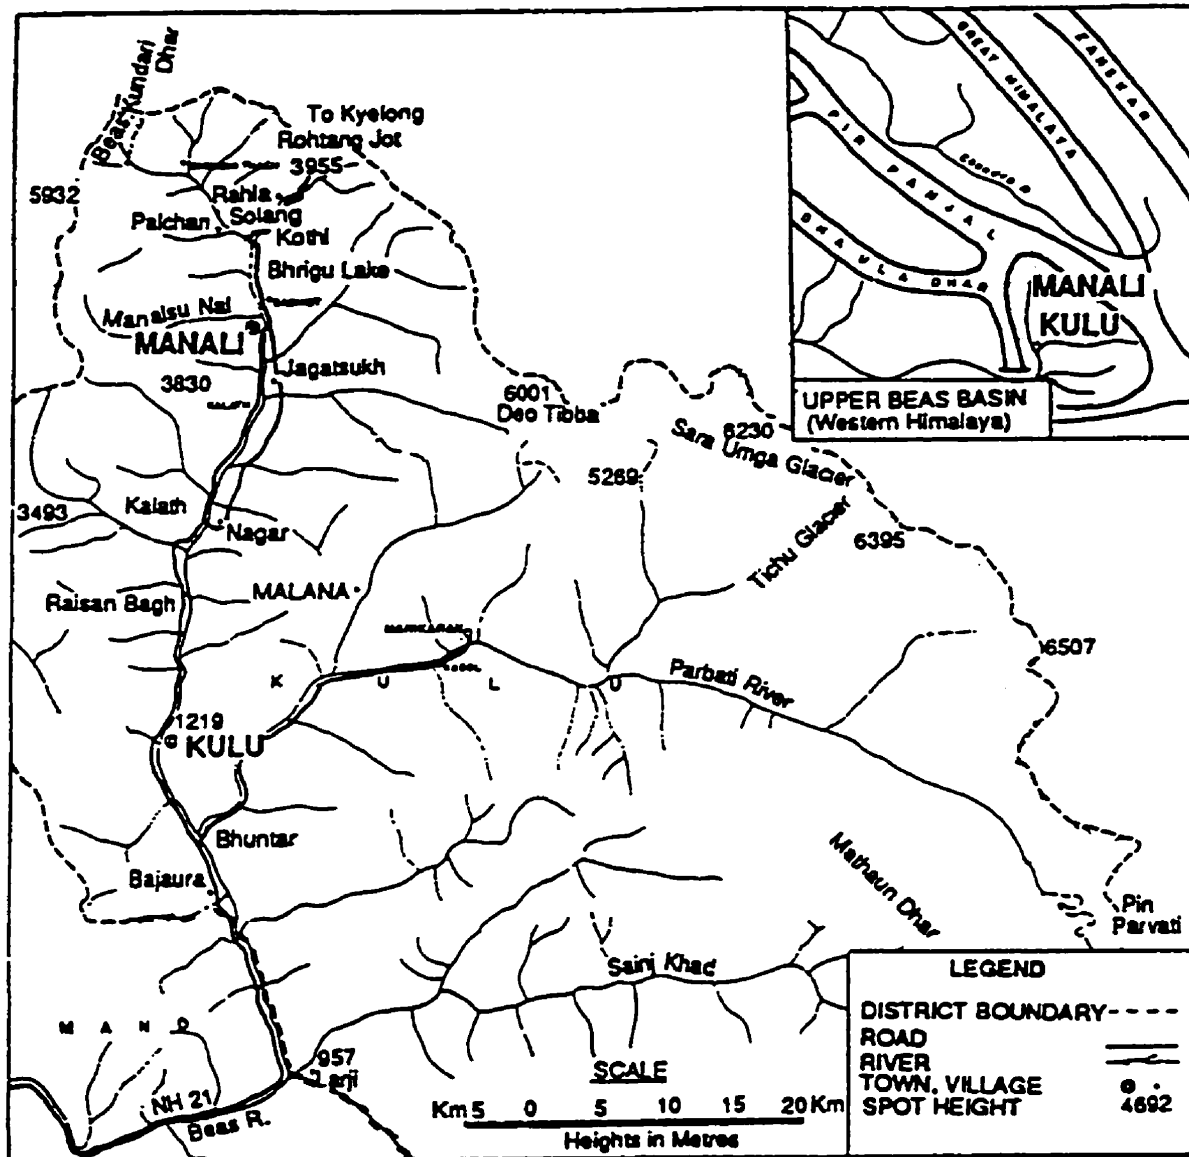 Beas Kundari
Dhar
To Kyelong
Rohtang Jot
3955
5932
Rahla
Solang
Palchan
Kothi
Bhrigu Lake
Manalsu Nal
MANALI
Jagatsukh
3830
KALATH
6001
Deo Tibba
6230
Sara Umga Glacier
5269
Tichu Glacier
6395
3493
Kalath
Nagar
MALANA
Raisan Bagh
MANIKARAN
6507
K U L U
Parbati River
1219
KULU
Bhuntar
Bajaura
Mathaun Dhar
Pin
Parvati
Sainj Khad
M A N D
957
Larji
NH 21
Beas R.
SCALE
Km 5 0 5 10 15 20 Km
Heights in Metres
GREAT HIMALAYA
ZANSKAR
PIR PANJAL
DHAULA DHAR
MANALI
KULU
UPPER BEAS BASIN
(Western Himalaya)
LEGEND
DISTRICT BOUNDARY
ROAD
RIVER
TOWN, VILLAGE
SPOT HEIGHT 4692